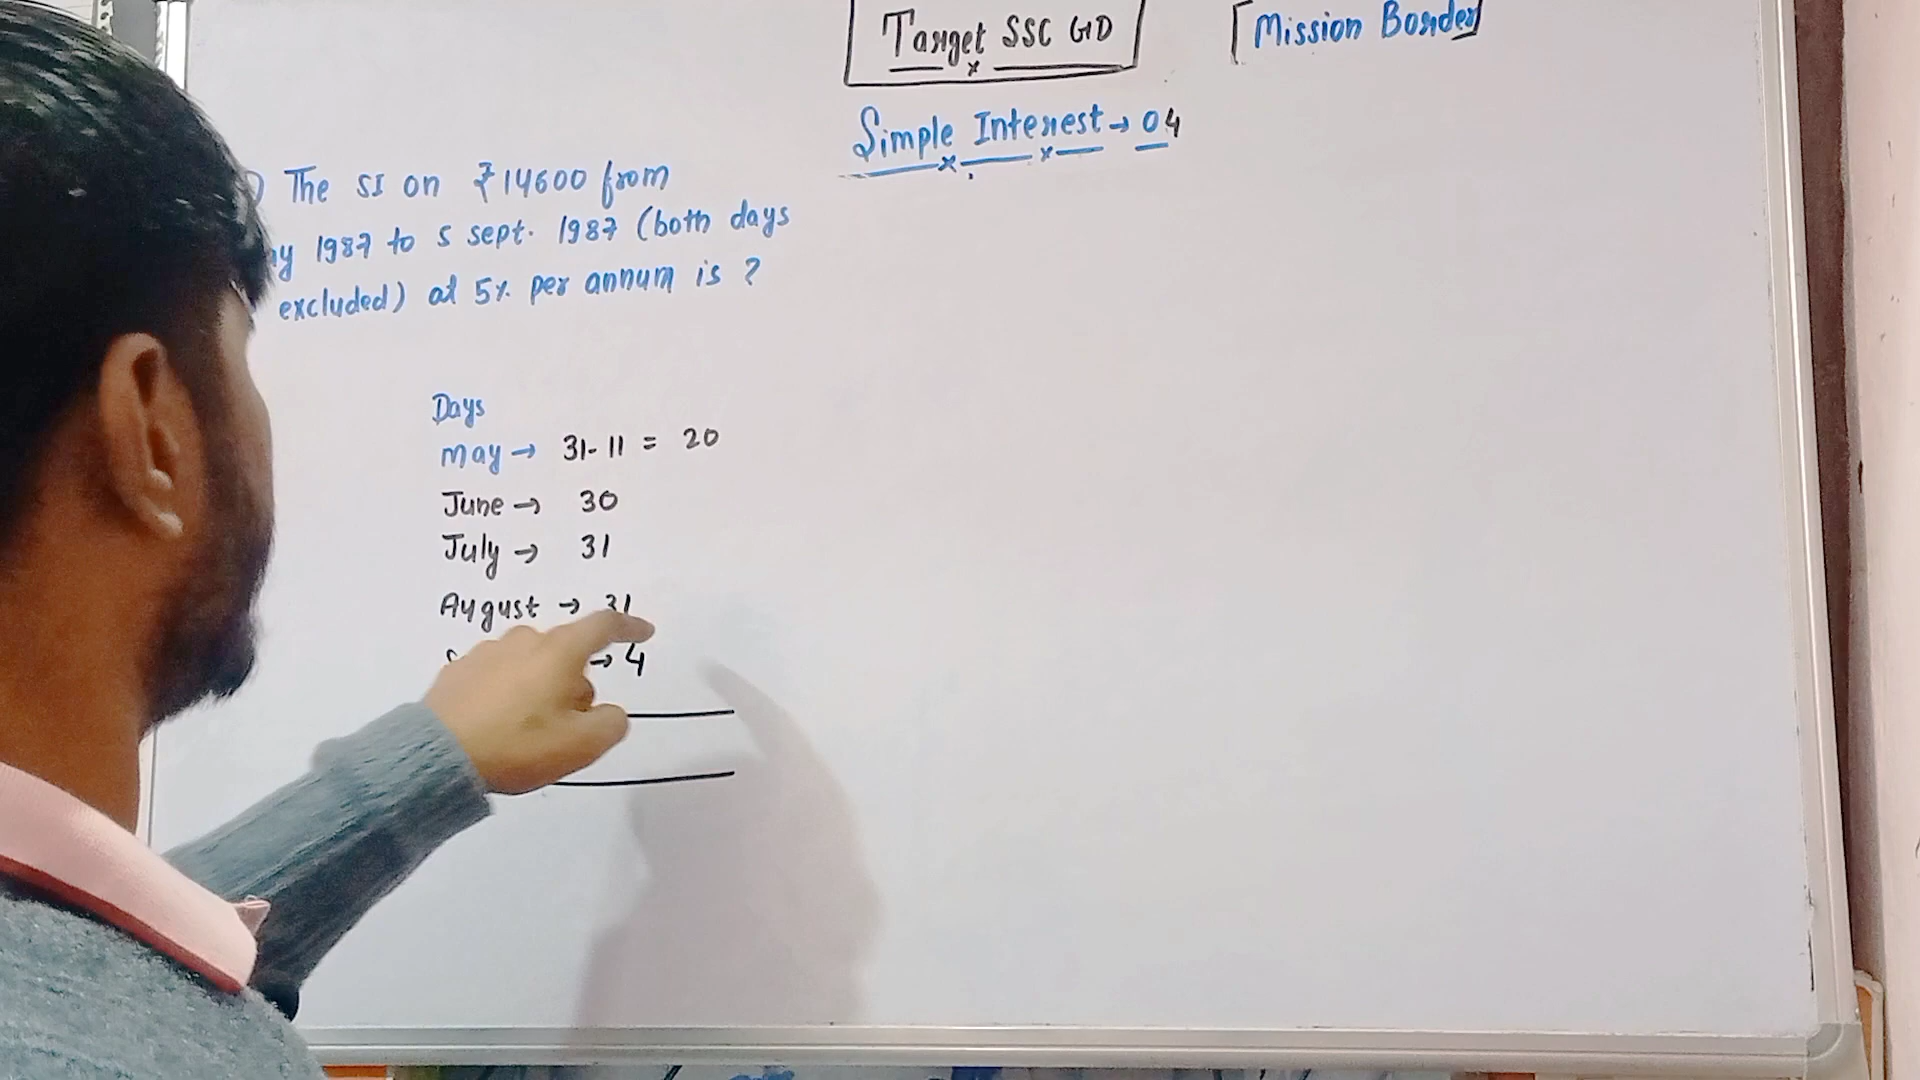 Target SSC GD
[Mission Border]
Simple Interest → 04
The SI on ₹14600 from
1987 to 5 sept. 1987 (both days
excluded) at 5% per annum is ?
Days
May → 31-11 = 20
June → 30
July → 31
August → 31
→ 4